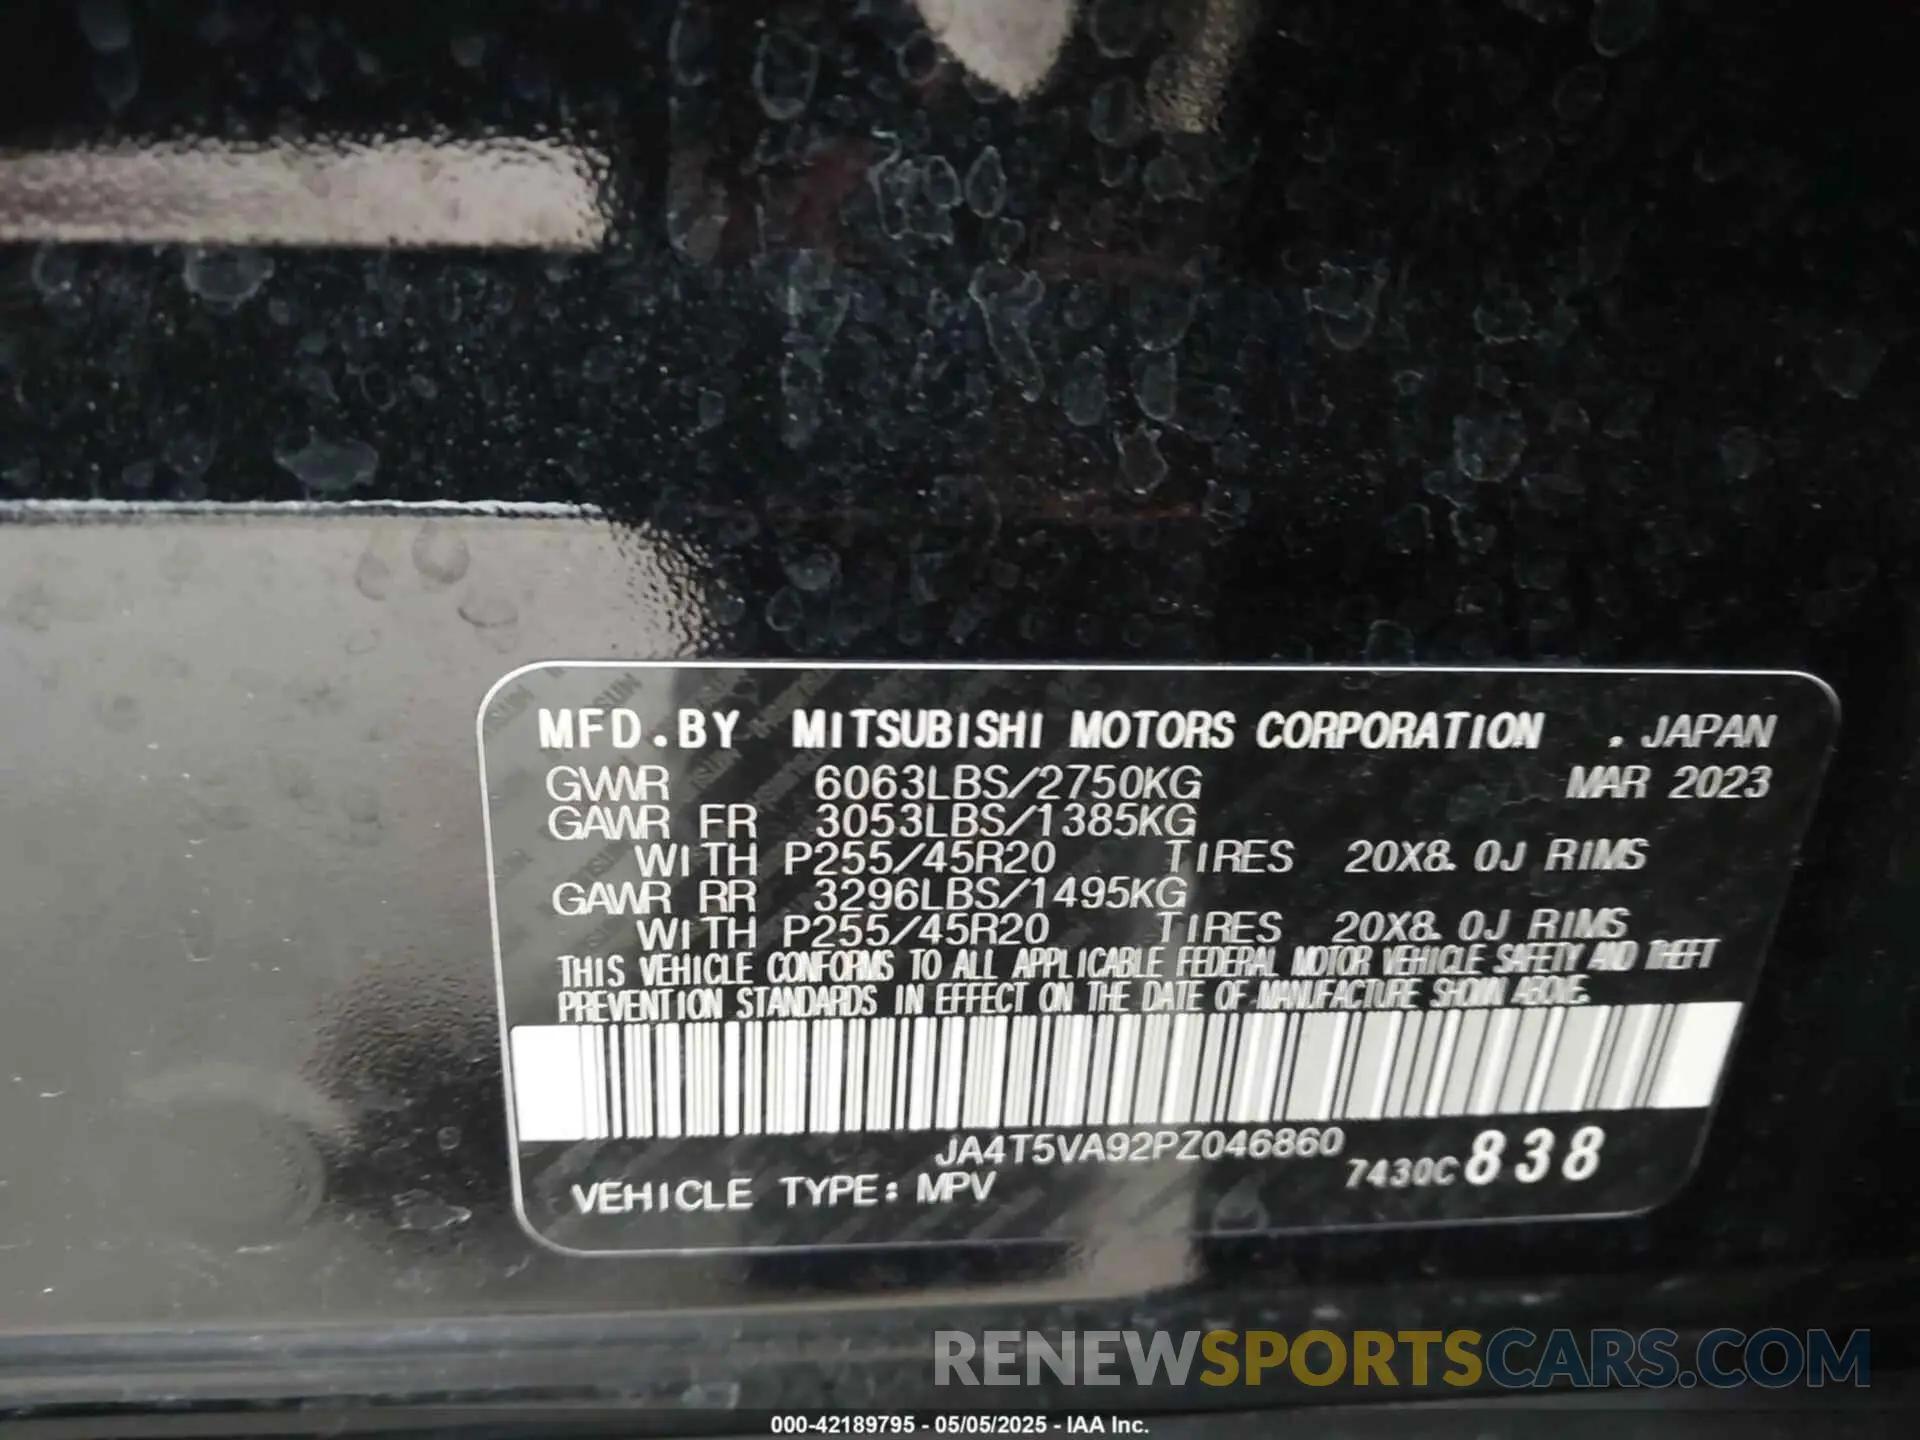 MFD.BY MITSUBISHI MOTORS CORPORATION . JAPAN
GVWR 6063LBS/2750KG MAR 2023
GAWR FR 3053LBS/1385KG
WITH P255/45R20 TIRES 20X8.0J RIMS
GAWR RR 3296LBS/1495KG
WITH P255/45R20 TIRES 20X8.0J RIMS
THIS VEHICLE CONFORMS TO ALL APPLICABLE FEDERAL MOTOR VEHICLE SAFETY AND THEFT
PREVENTION STANDARDS IN EFFECT ON THE DATE OF MANUFACTURE SHOWN ABOVE.
JA4T5VA92PZ046860
7430C 838
VEHICLE TYPE: MPV
RENEWSPORTSCARS.COM
000-42189795 - 05/05/2025 - IAA Inc.